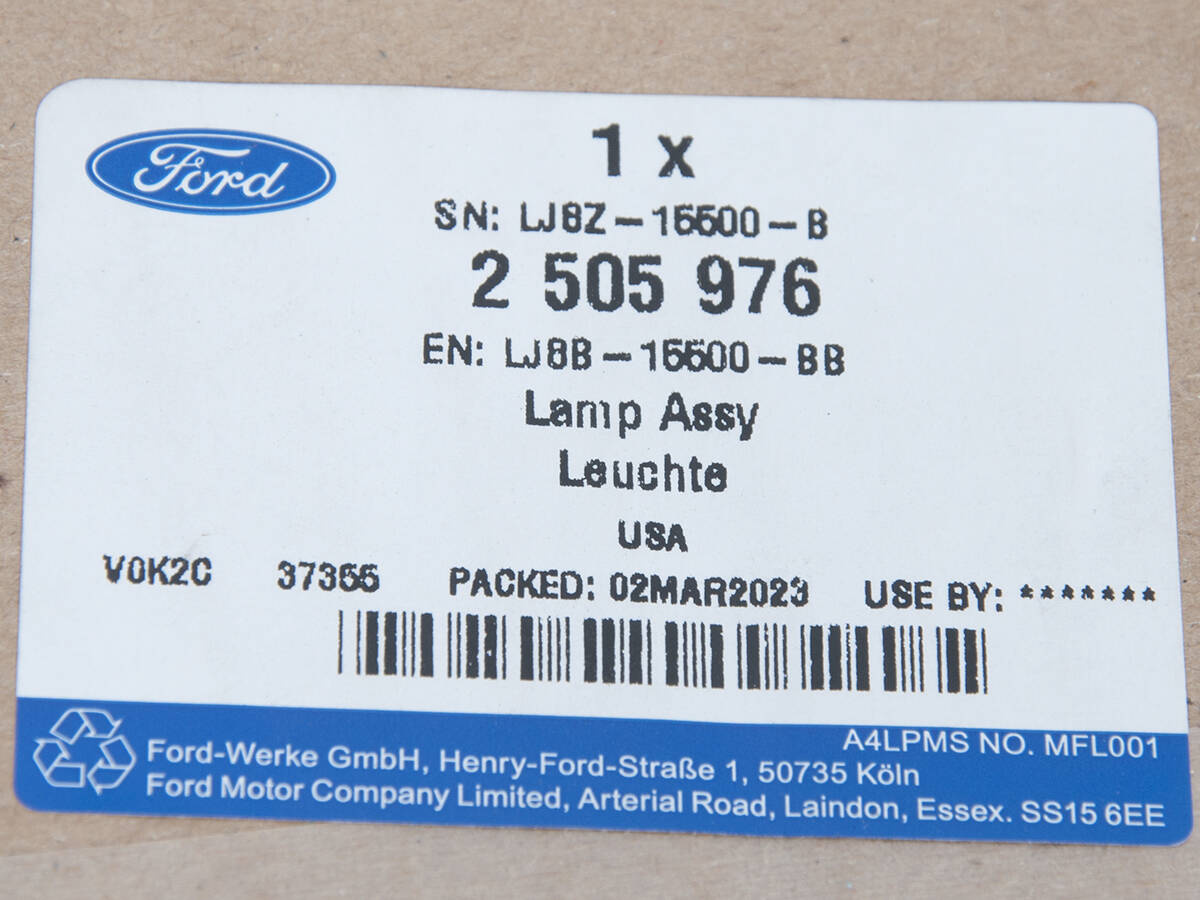 Ford
1 x
SN: LJ8Z-15500-B
2 505 976
EN: LJ8B-15500-BB
Lamp Assy
Leuchte
USA
V0K2C 37355 PACKED: 02MAR2023 USE BY: *******
A4LPMS NO. MFL001
Ford-Werke GmbH, Henry-Ford-Straße 1, 50735 Köln
Ford Motor Company Limited, Arterial Road, Laindon, Essex. SS15 6EE